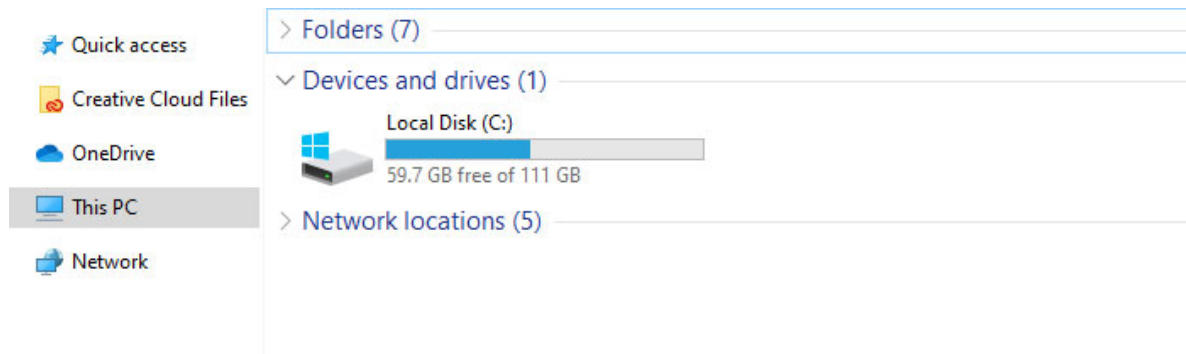 Quick access
Creative Cloud Files
OneDrive
This PC
Network
Folders (7)
Devices and drives (1)
Local Disk (C:)
59.7 GB free of 111 GB
Network locations (5)